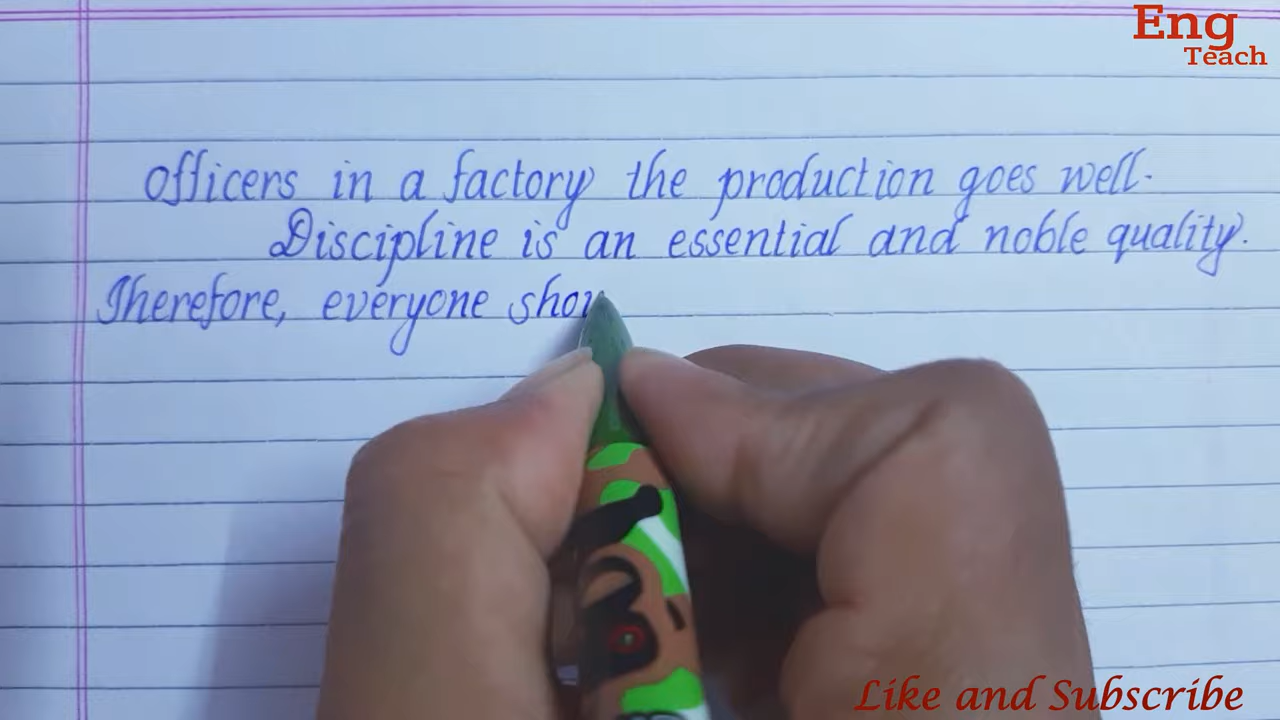 Eng
Teach
officers in a factory the production goes well.
Discipline is an essential and noble quality.
Therefore, everyone shou
Like and Subscribe